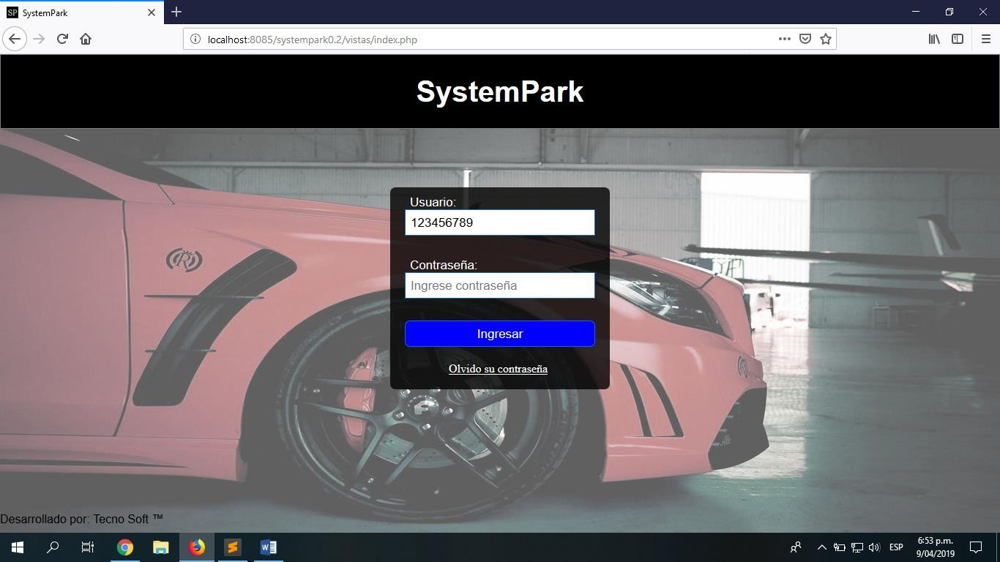 SP SystemPark
localhost:8085/systempark0.2/vistas/index.php
SystemPark
Usuario:
123456789
Contraseña:
Ingrese contraseña
Ingresar
Olvido su contraseña
Desarrollado por: Tecno Soft ™
ESP
6:53 p.m.
9/04/2019